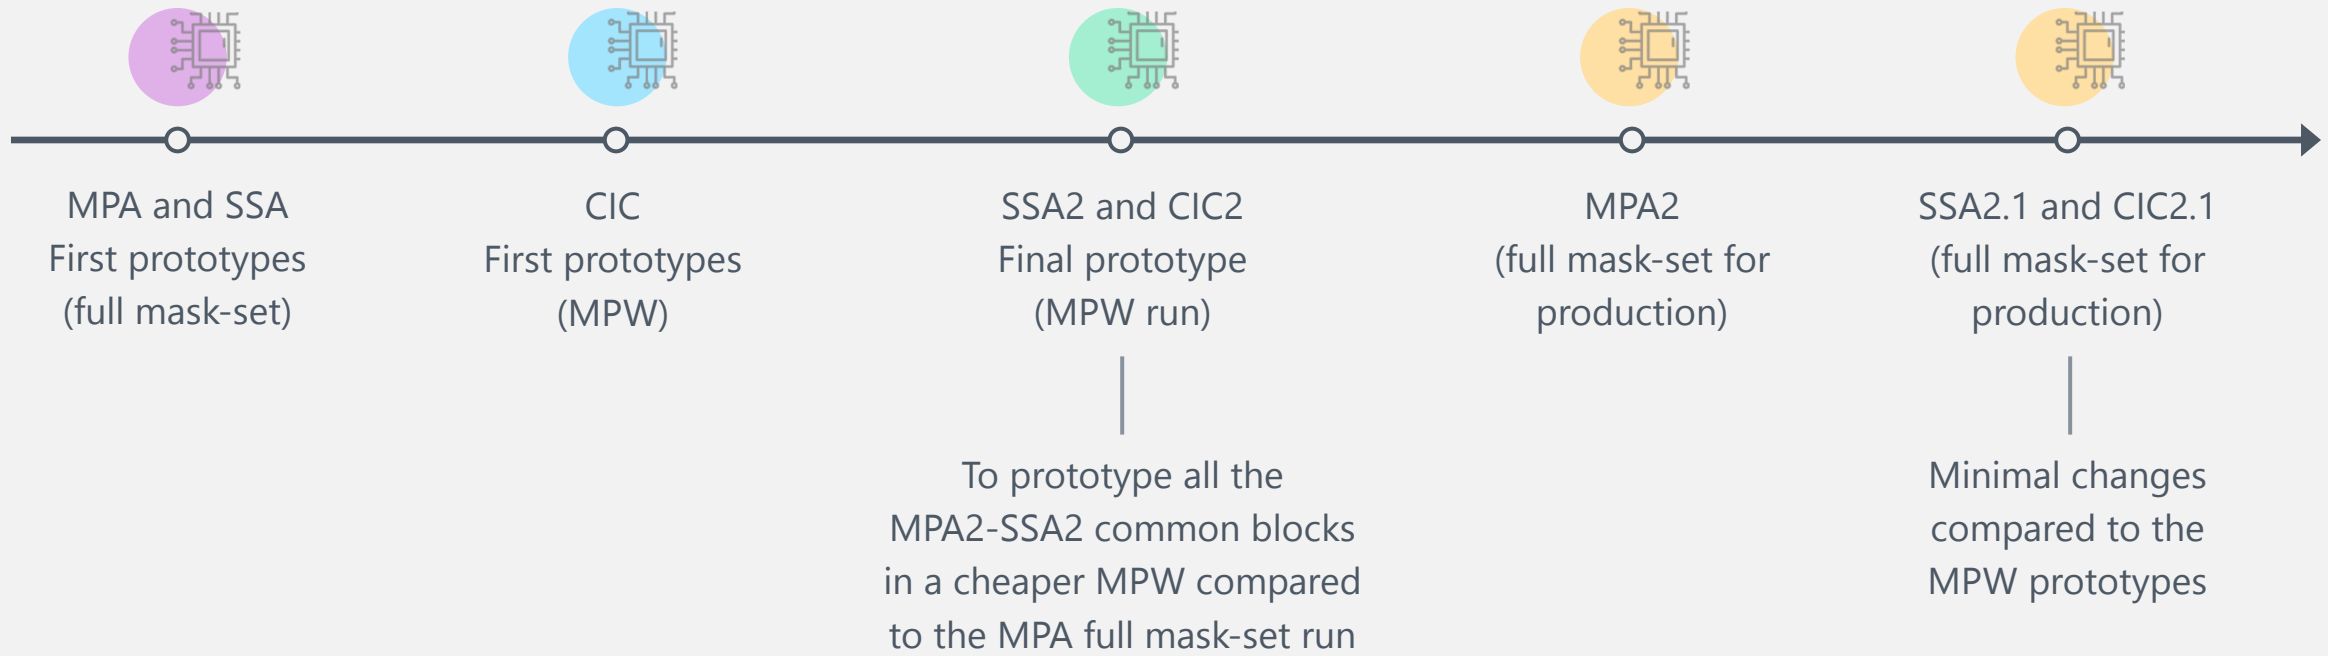 MPA and SSA
First prototypes
(full mask-set)
CIC
First prototypes
(MPW)
SSA2 and CIC2
Final prototype
(MPW run)
To prototype all the
MPA2-SSA2 common blocks
in a cheaper MPW compared
to the MPA full mask-set run
MPA2
(full mask-set for
production)
SSA2.1 and CIC2.1
(full mask-set for
production)
Minimal changes
compared to the
MPW prototypes